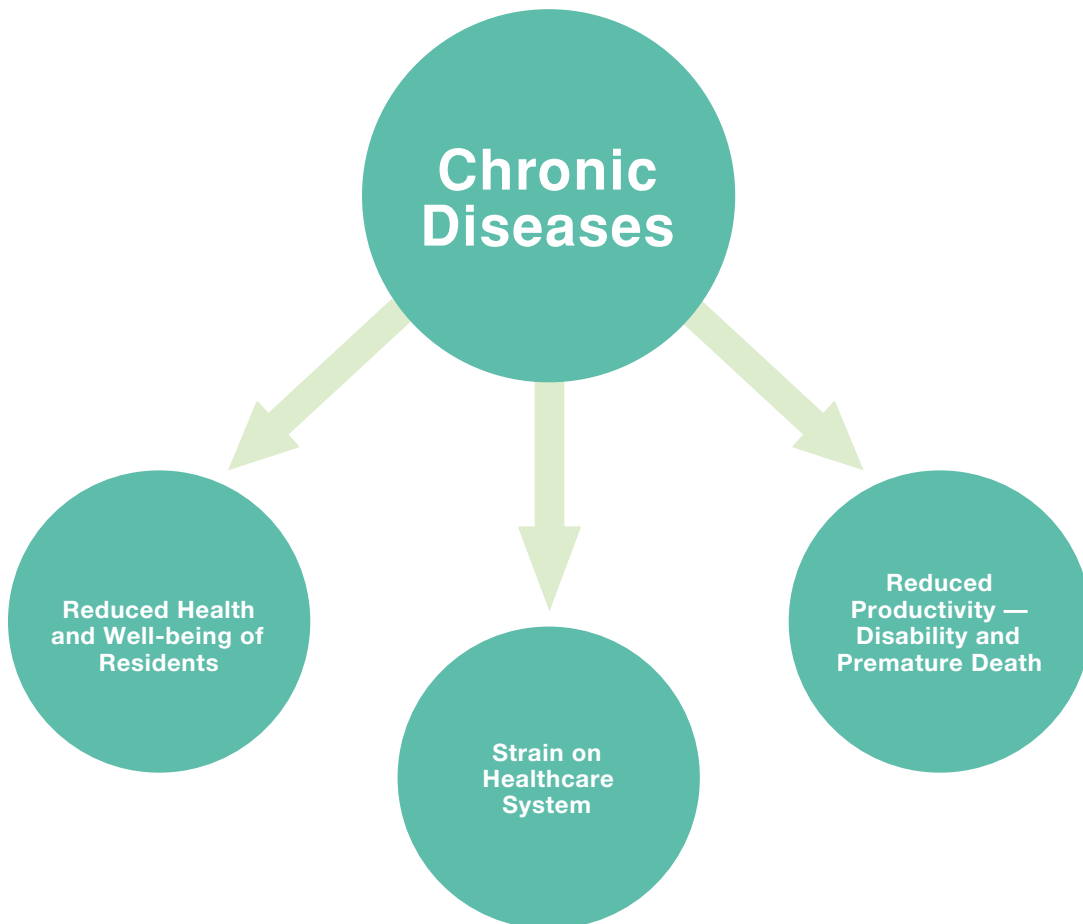 Chronic
Diseases
Reduced Health
and Well-being of
Residents
Strain on
Healthcare
System
Reduced
Productivity —
Disability and
Premature Death